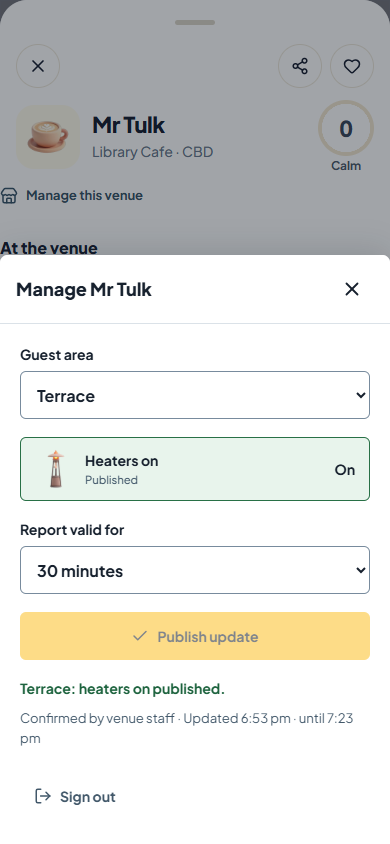 Mr Tulk
Library Cafe · CBD
0
Calm
Manage this venue
At the venue
Manage Mr Tulk
Guest area
Terrace
Heaters on
Published
On
Report valid for
30 minutes
Publish update
Terrace: heaters on published.
Confirmed by venue staff · Updated 6:53 pm · until 7:23
pm
Sign out